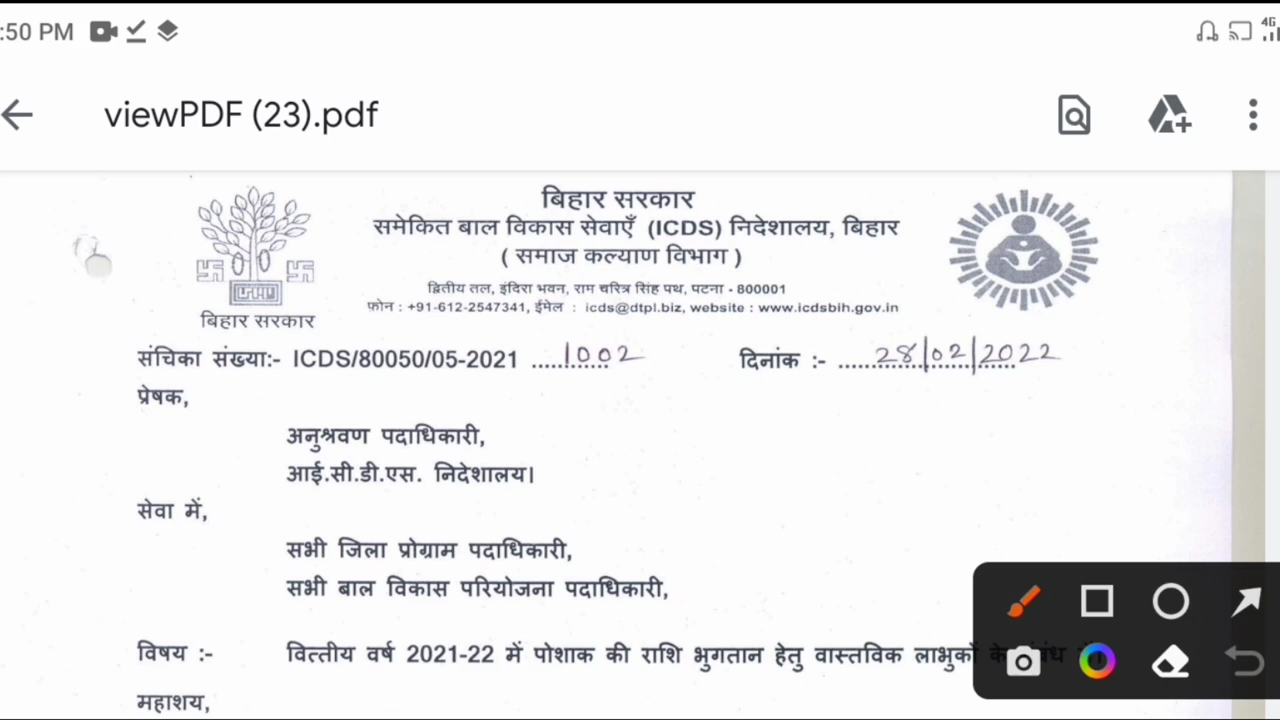 :50 PM
4G
viewPDF (23).pdf
बिहार सरकार
समेकित बाल विकास सेवाएँ (ICDS) निदेशालय, बिहार
( समाज कल्याण विभाग )
द्वितीय तल, इंदिरा भवन, राम चरित्र सिंह पथ, पटना - 800001
फोन : +91-612-2547341, ईमेल : icds@dtpl.biz, website : www.icdsbih.gov.in
बिहार सरकार
संचिका संख्या:- ICDS/80050/05-2021 ....1002 दिनांक :- ....28/02/2022
प्रेषक,
अनुश्रवण पदाधिकारी,
आई.सी.डी.एस. निदेशालय।
सेवा में,
सभी जिला प्रोग्राम पदाधिकारी,
सभी बाल विकास परियोजना पदाधिकारी,
विषय :- वित्तीय वर्ष 2021-22 में पोशाक की राशि भुगतान हेतु वास्तविक लाभुकों
महाशय,